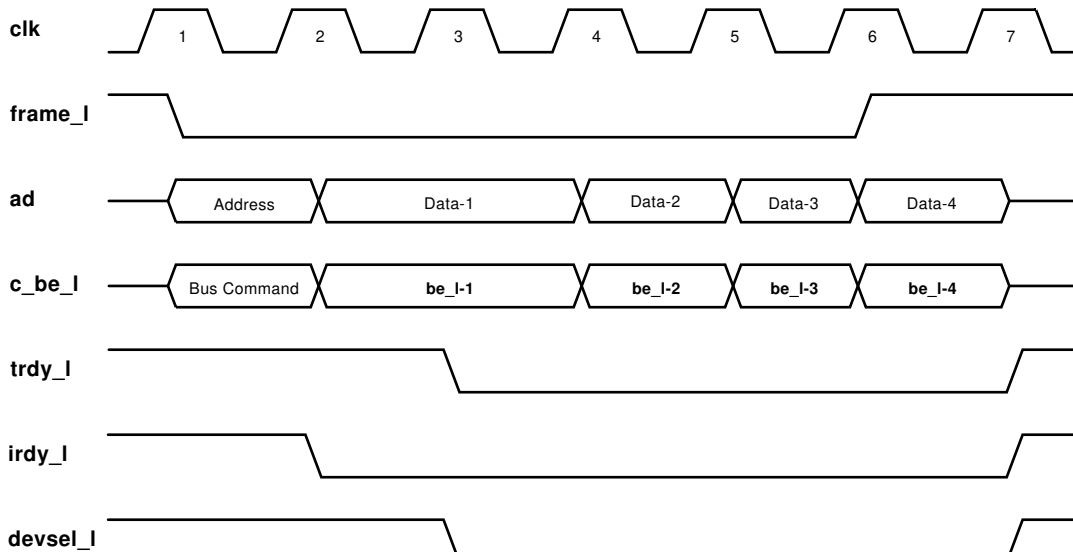 clk 1 2 3 4 5 6 7
frame_l
ad Address Data-1 Data-2 Data-3 Data-4
c_be_l Bus Command be_l-1 be_l-2 be_l-3 be_l-4
trdy_l
irdy_l
devsel_l